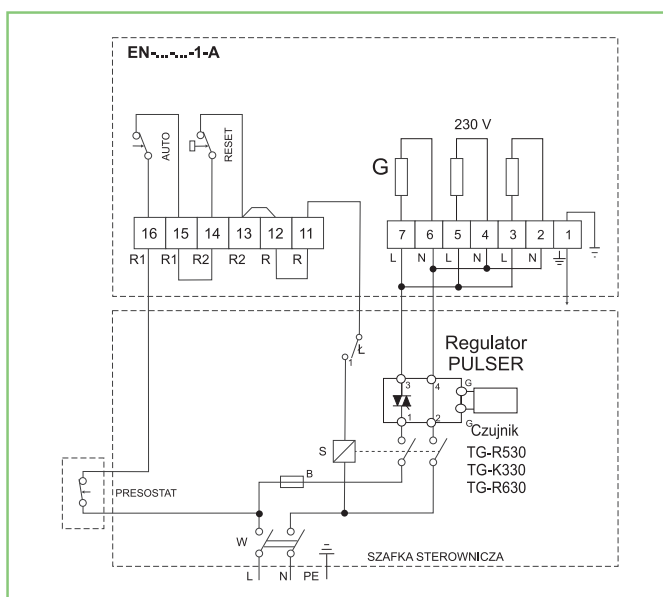 EN-...-...-1-A
AUTO
RESET
230 V
G
16 15 14 13 12 11
7 6 5 4 3 2 1
R1 R1 R2 R2 R R
L N L N L N
Ł
1
Regulator
PULSER
3 4 G
1 2 G
Czujnik
TG-R530
TG-K330
TG-R630
S
B
PRESOSTAT
W
SZAFKA STEROWNICZA
L N PE